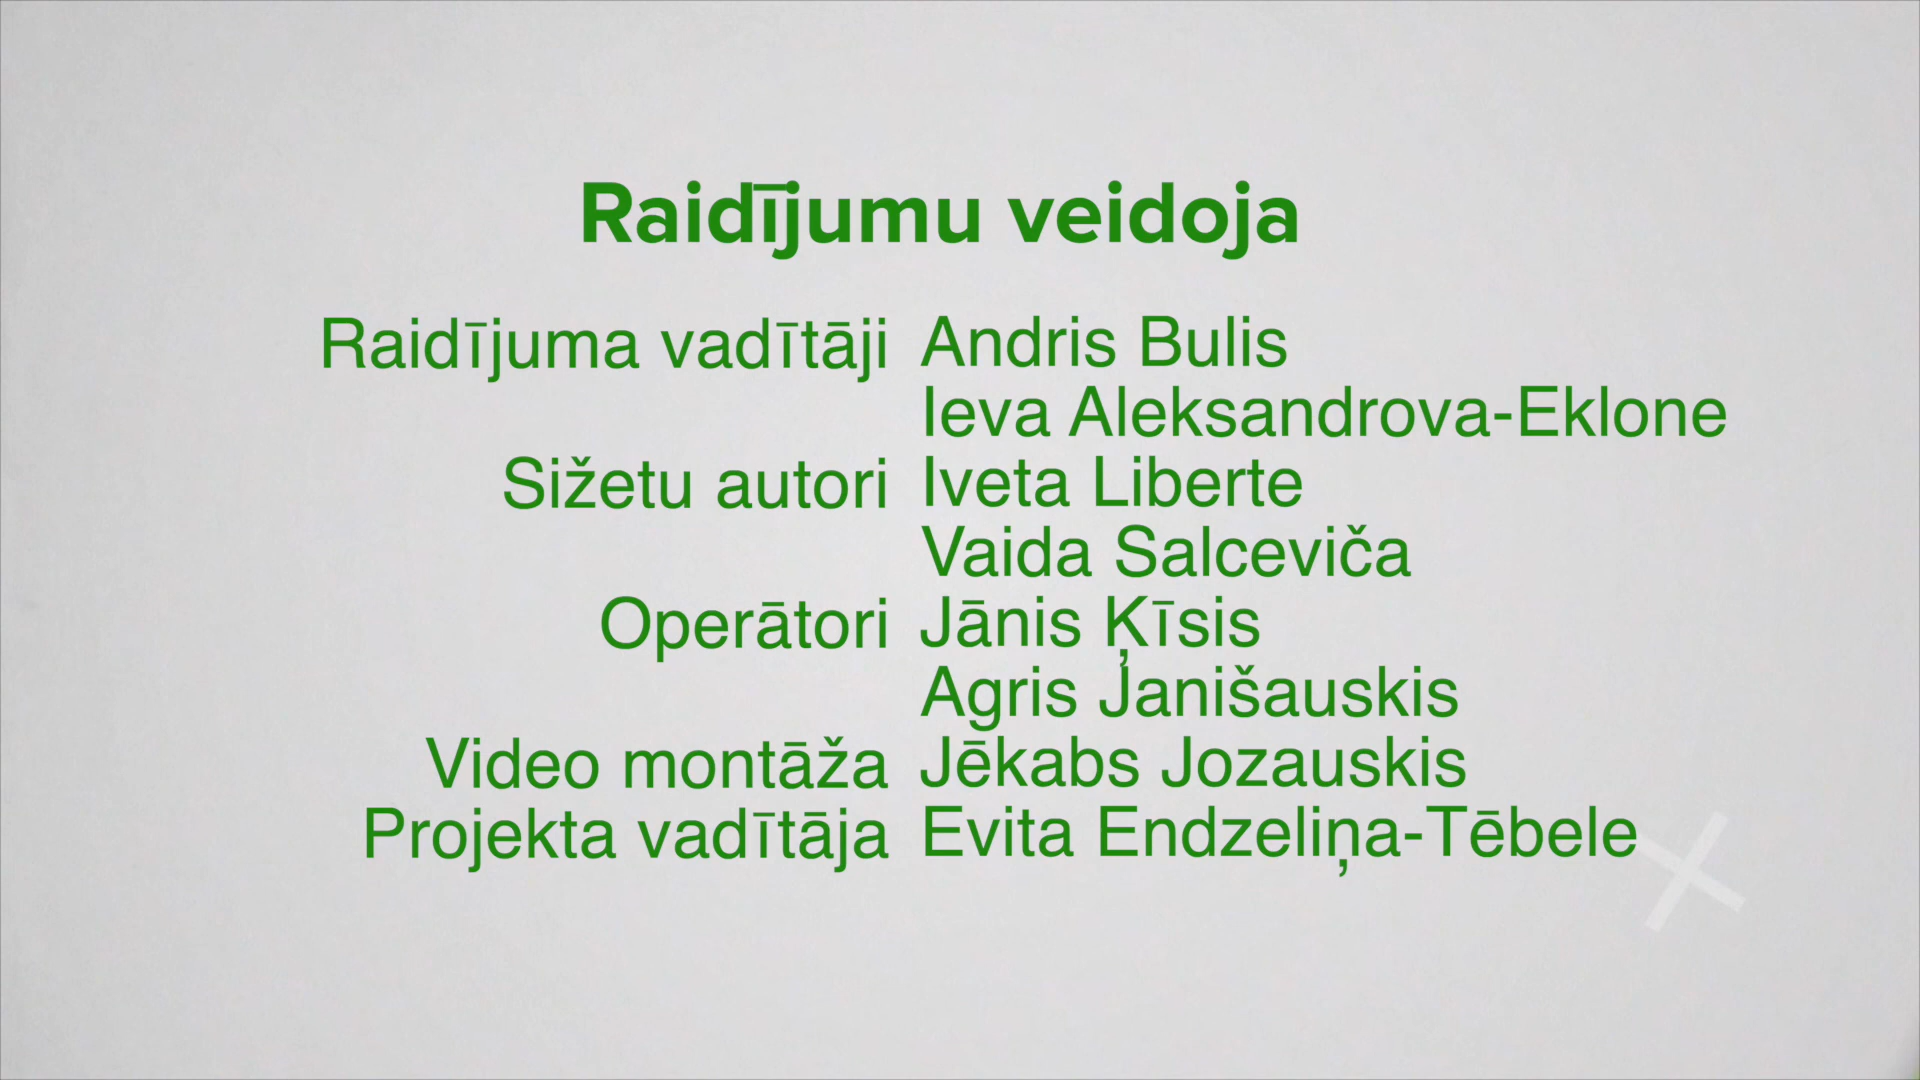 Raidījumu veidoja
Raidījuma vadītāji Andris Bulis
Ieva Aleksandrova-Eklone
Sižetu autori Iveta Liberte
Vaida Salceviča
Operātori Jānis Ķīsis
Agris Janišauskis
Video montāža Jēkabs Jozauskis
Projekta vadītāja Evita Endzeliņa-Tēbele